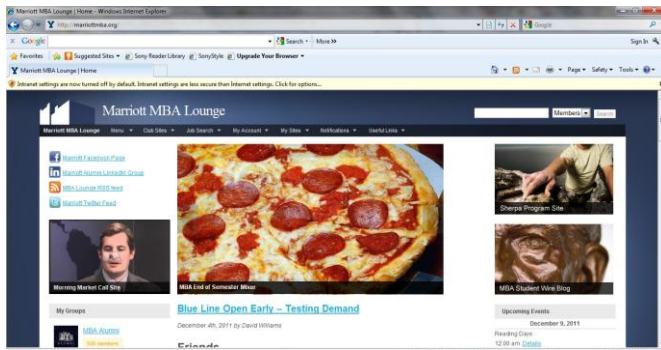 Marriott MBA Lounge | Home - Windows Internet Explorer
http://marriottmba.org/
Google
Google
Search
More >>
Sign In
Favorites
Suggested Sites
Sony Reader Library
SonyStyle
Upgrade Your Browser
Marriott MBA Lounge | Home
Page
Safety
Tools
Intranet settings are now turned off by default. Intranet settings are less secure than Internet settings. Click for options...
Marriott MBA Lounge
Members
Search
Marriott MBA Lounge
Menu
Club Sites
Job Search
My Account
My Sites
Notifications
Useful Links
Marriott Facebook Page
Marriott Alumni LinkedIn Group
MBA Lounge RSS feed
Marriott Twitter Feed
Morning Market Call Site
MBA End of Semester Mixer
Sherpa Program Site
MBA Student Wire Blog
My Groups
MBA Alumni
Blue Line Open Early – Testing Demand
December 4th, 2011 by David Williams
Friends
Upcoming Events
December 9, 2011
Reading Days
12:00 am Details